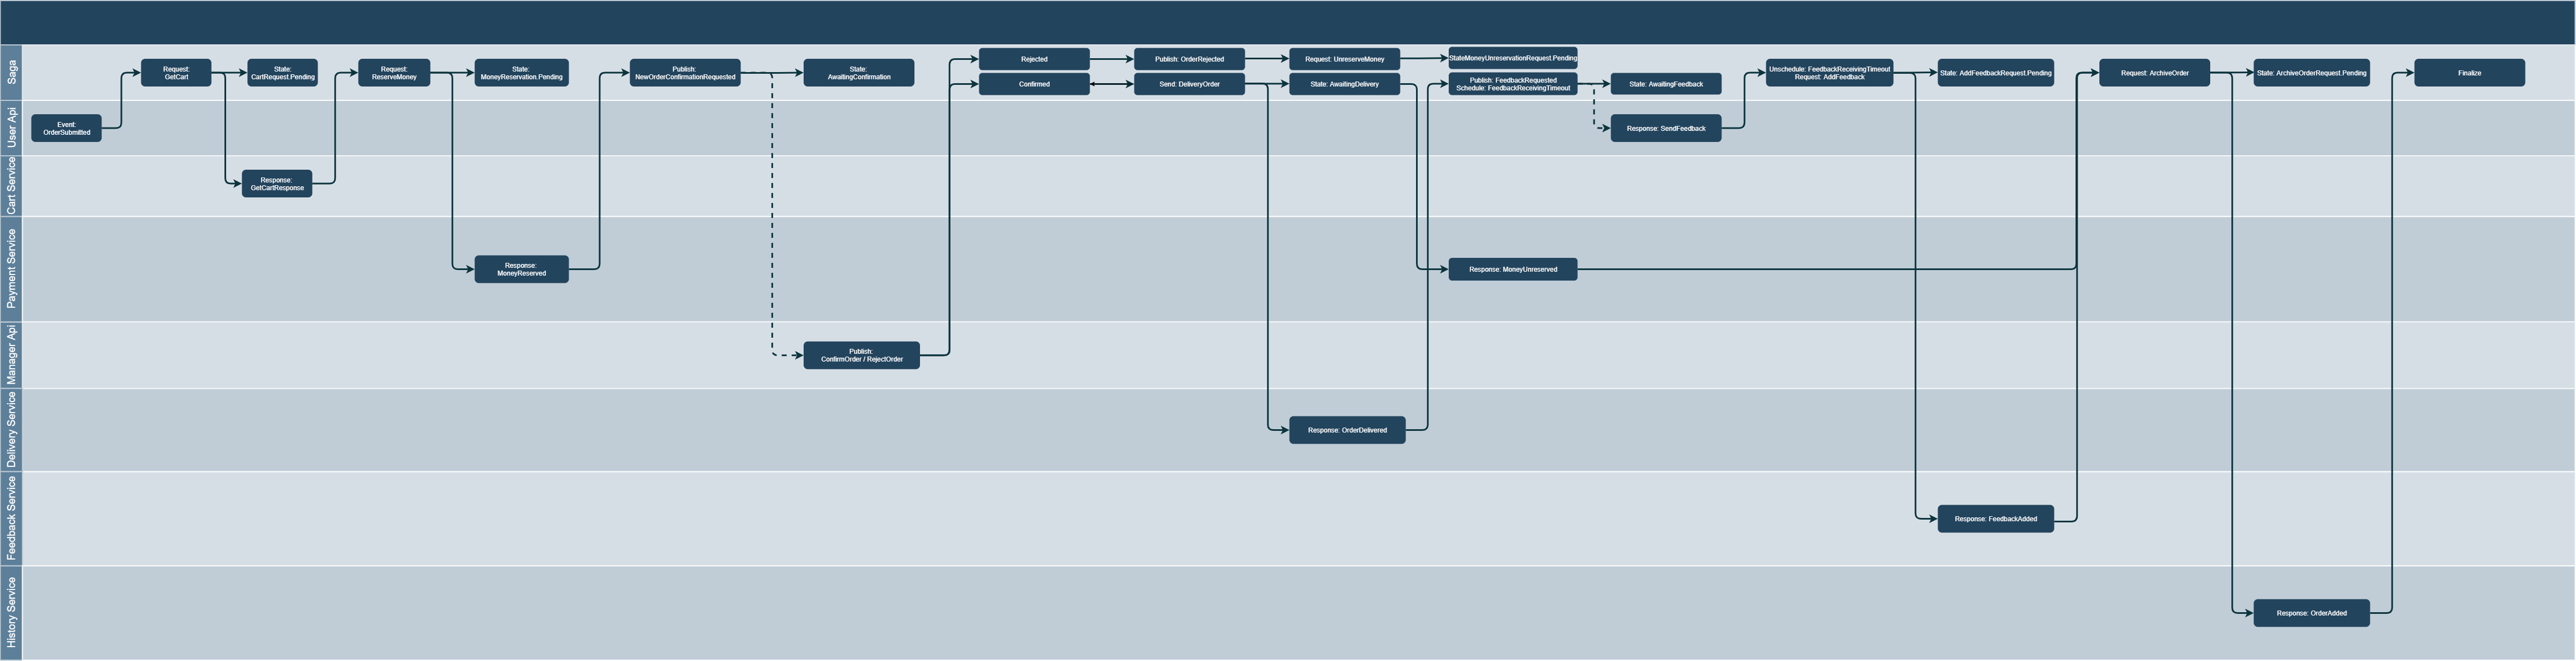 Saga
Request:
GetCart
State:
CartRequest.Pending
Request:
ReserveMoney
State:
MoneyReservation.Pending
Publish:
NewOrderConfirmationRequested
State:
AwaitingConfirmation
Rejected
Publish: OrderRejected
Request: UnreserveMoney
StateMoneyUnreservationRequest.Pending
Confirmed
Send: DeliveryOrder
State: AwaitingDelivery
Publish: FeedbackRequested
Schedule: FeedbackReceivingTimeout
State: AwaitingFeedback
Unschedule: FeedbackReceivingTimeout
Request: AddFeedback
State: AddFeedbackRequest.Pending
Request: ArchiveOrder
State: ArchiveOrderRequest.Pending
Finalize
User Api
Event:
OrderSubmitted
Response: SendFeedback
Cart Service
Response:
GetCartResponse
Payment Service
Response:
MoneyReserved
Response: MoneyUnreserved
Manager Api
Publish:
ConfirmOrder / RejectOrder
Delivery Service
Response: OrderDelivered
Feedback Service
Response: FeedbackAdded
History Service
Response: OrderAdded